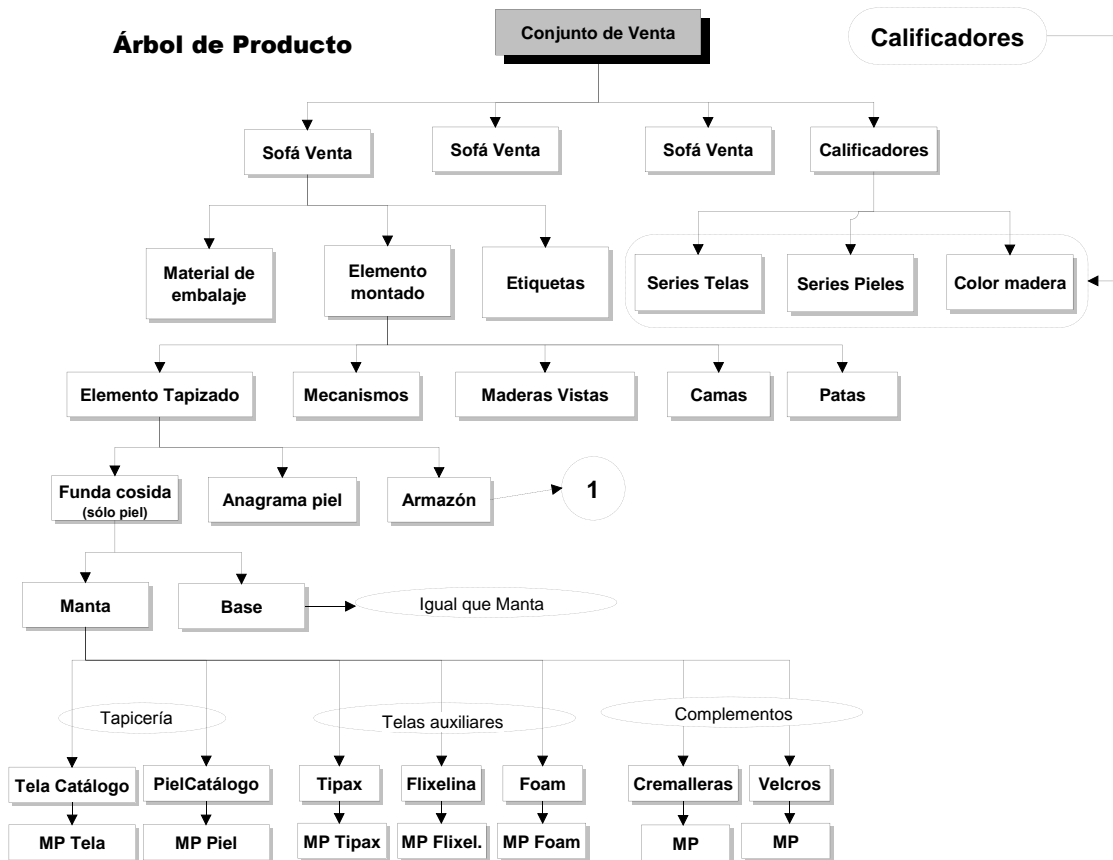 Árbol de Producto
Conjunto de Venta
Calificadores
Sofá Venta
Sofá Venta
Sofá Venta
Calificadores
Material de
embalaje
Elemento
montado
Etiquetas
Series Telas
Series Pieles
Color madera
Elemento Tapizado
Mecanismos
Maderas Vistas
Camas
Patas
Funda cosida
(sólo piel)
Anagrama piel
Armazón
1
Manta
Base
Igual que Manta
Tapicería
Telas auxiliares
Complementos
Tela Catálogo
PielCatálogo
Tipax
Flixelina
Foam
Cremalleras
Velcros
MP Tela
MP Piel
MP Tipax
MP Flixel.
MP Foam
MP
MP